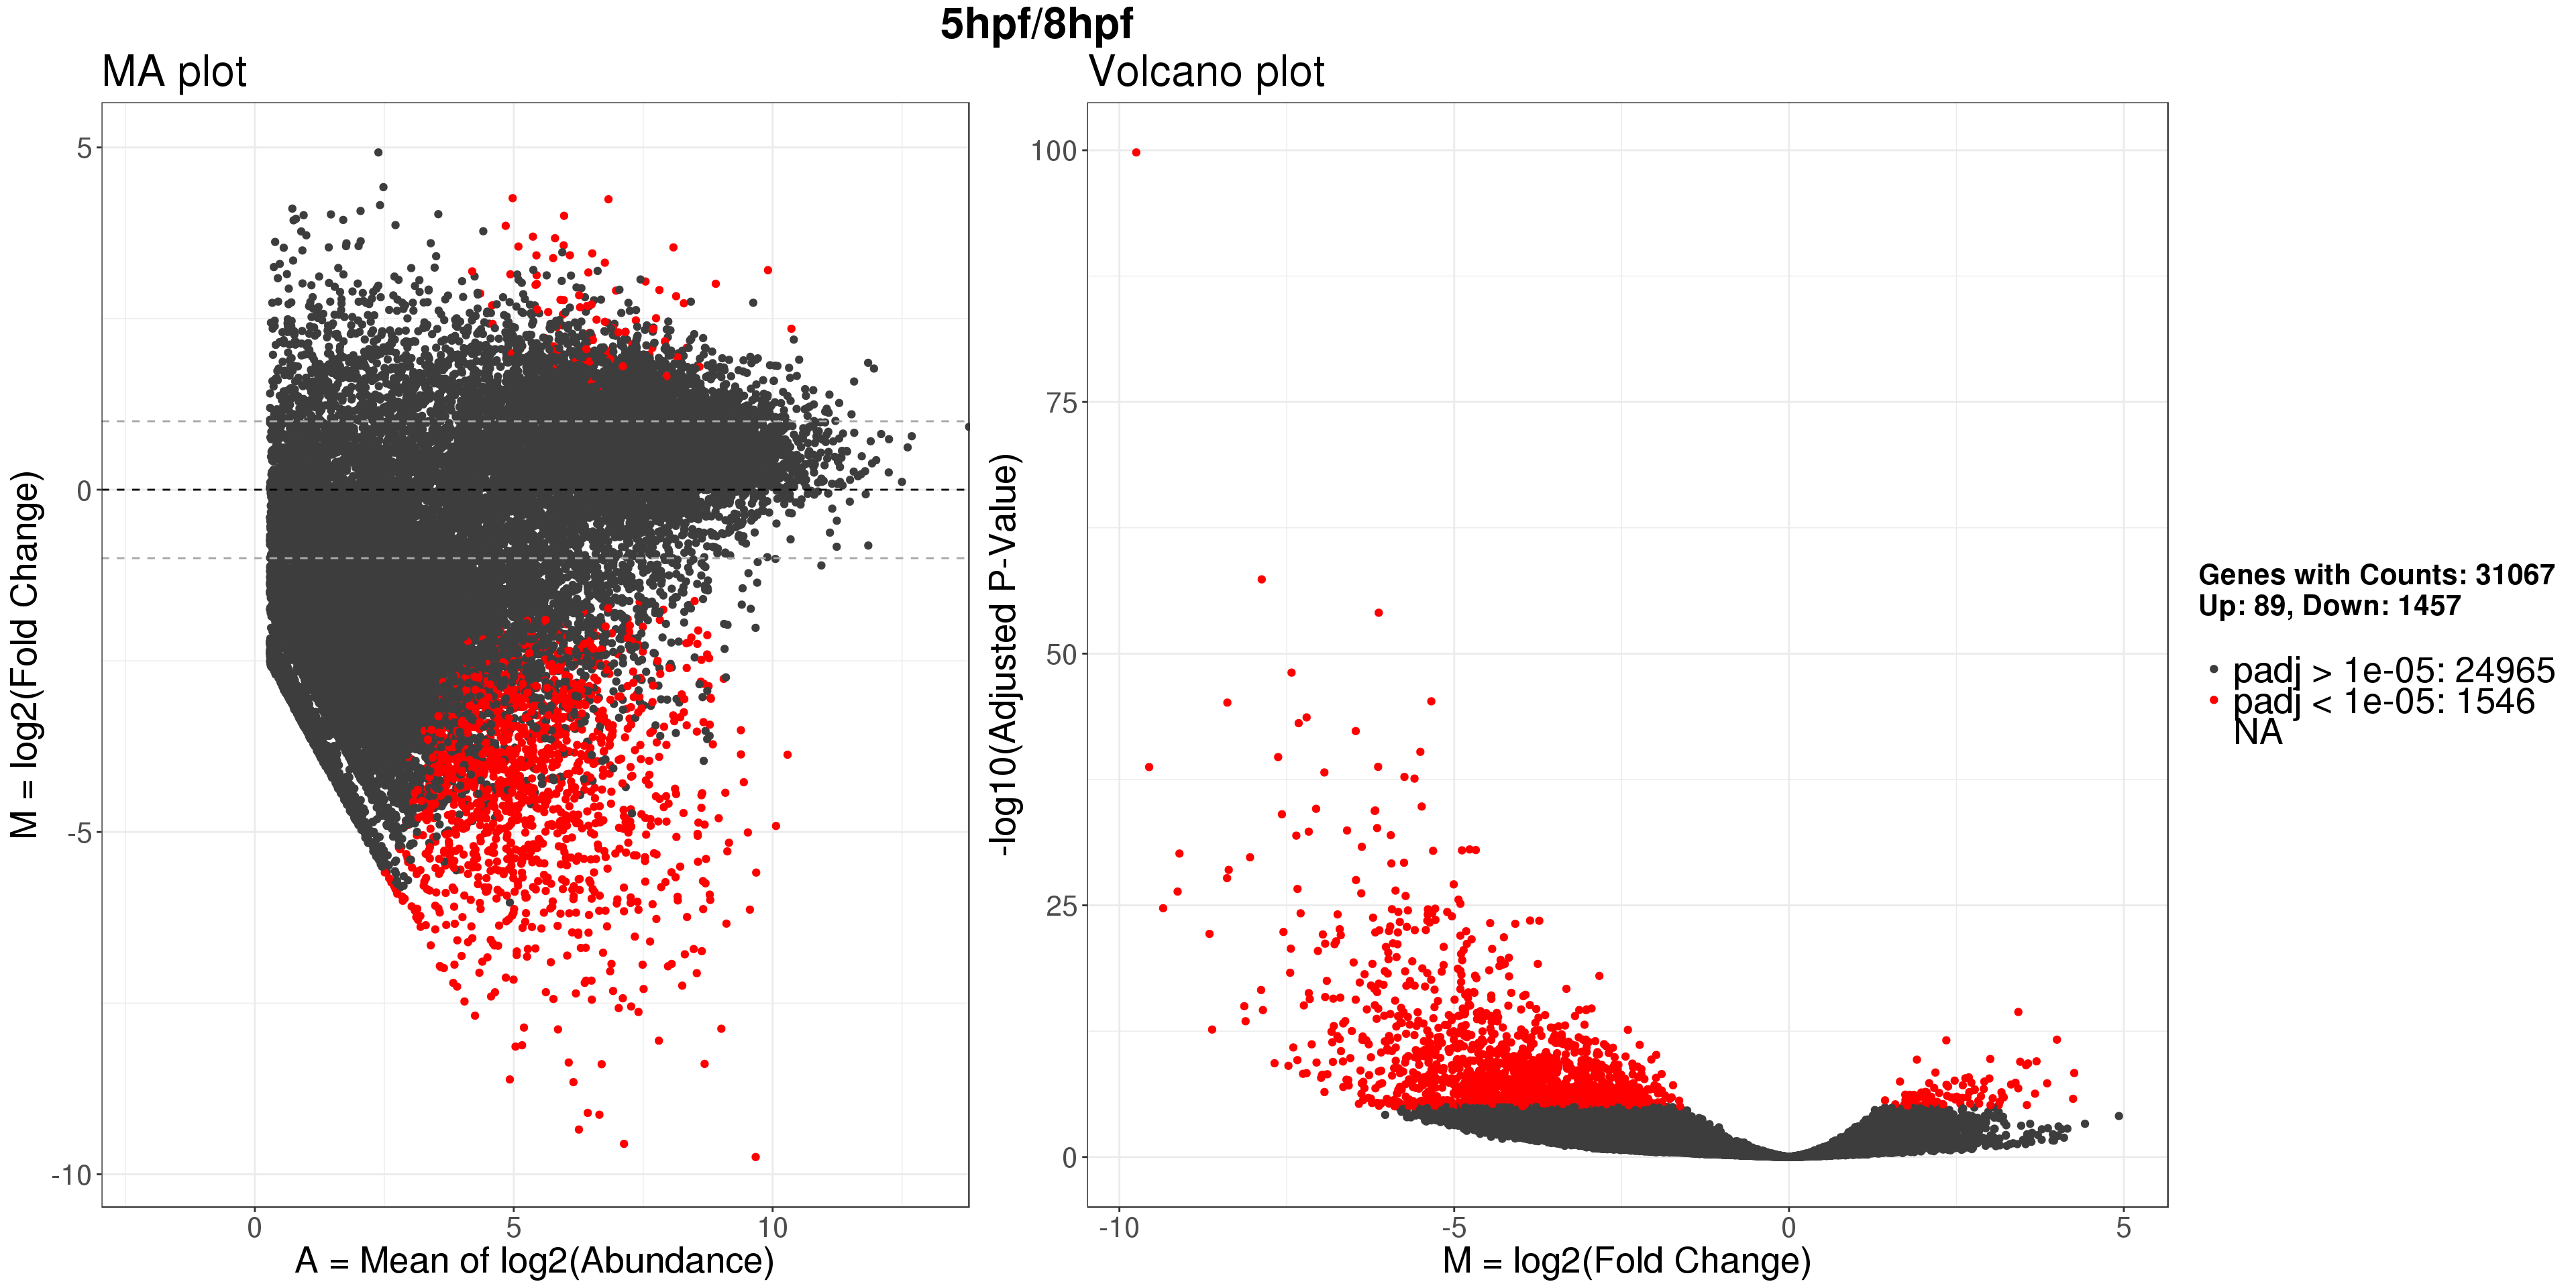 5hpf/8hpf
MA plot
5
0
-5
-10
0
5
10
M = log2(Fold Change)
A = Mean of log2(Abundance)
Volcano plot
100
75
50
25
0
-10
-5
0
5
-log10(Adjusted P-Value)
M = log2(Fold Change)
Genes with Counts: 31067
Up: 89, Down: 1457
padj > 1e-05: 24965
padj < 1e-05: 1546
NA